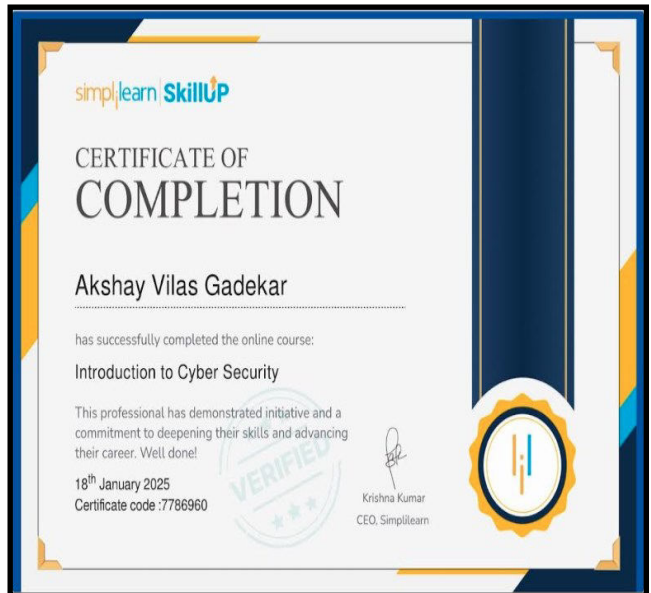 simplilearn SkillUP
CERTIFICATE OF
COMPLETION
Akshay Vilas Gadekar
has successfully completed the online course:
Introduction to Cyber Security
This professional has demonstrated initiative and a
commitment to deepening their skills and advancing
their career. Well done!
VERIFIED
18th January 2025
Certificate code :7786960
Krishna Kumar
CEO, Simplilearn